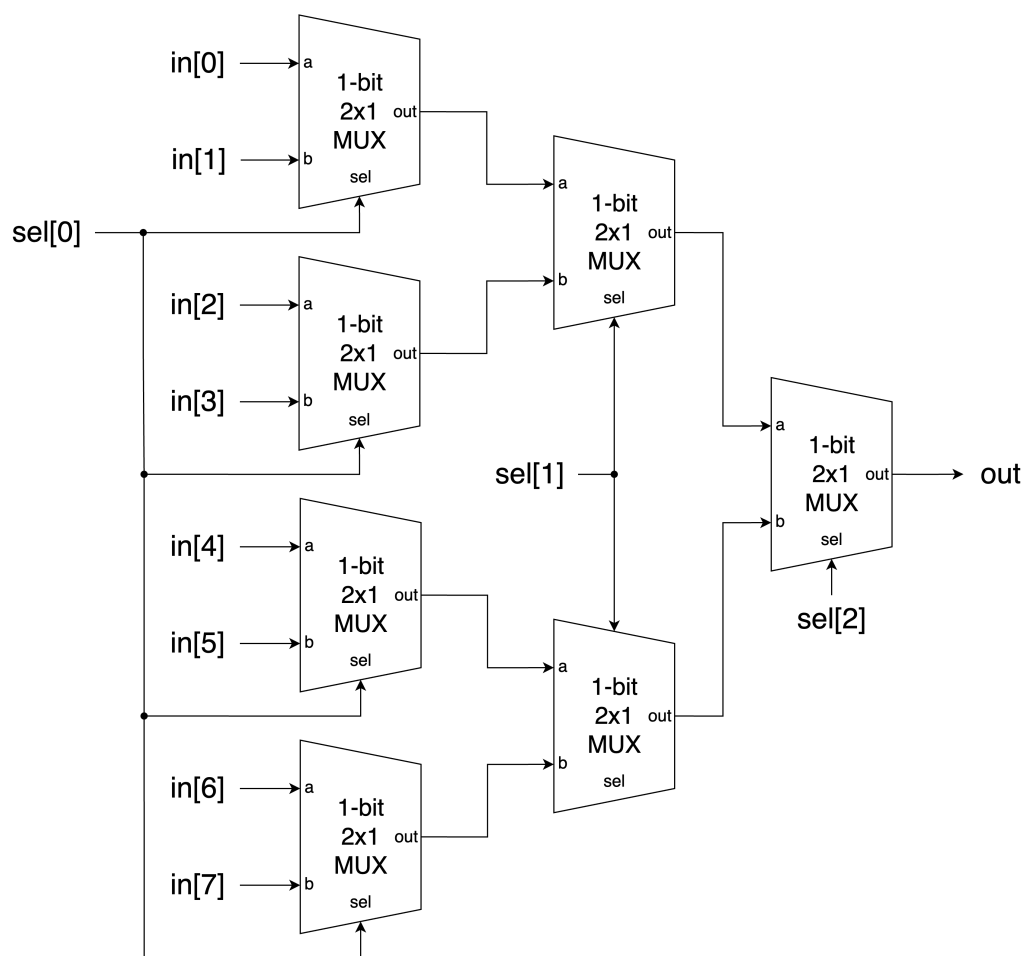 in[0]
a
1-bit
2x1
MUX
out
in[1]
b
sel
sel[0]
in[2]
a
1-bit
2x1
MUX
out
in[3]
b
sel
a
1-bit
2x1
MUX
out
b
sel
in[4]
a
1-bit
2x1
MUX
out
in[5]
b
sel
sel[1]
in[6]
a
1-bit
2x1
MUX
out
in[7]
b
sel
a
1-bit
2x1
MUX
out
b
sel
a
1-bit
2x1
MUX
out
b
sel
out
sel[2]